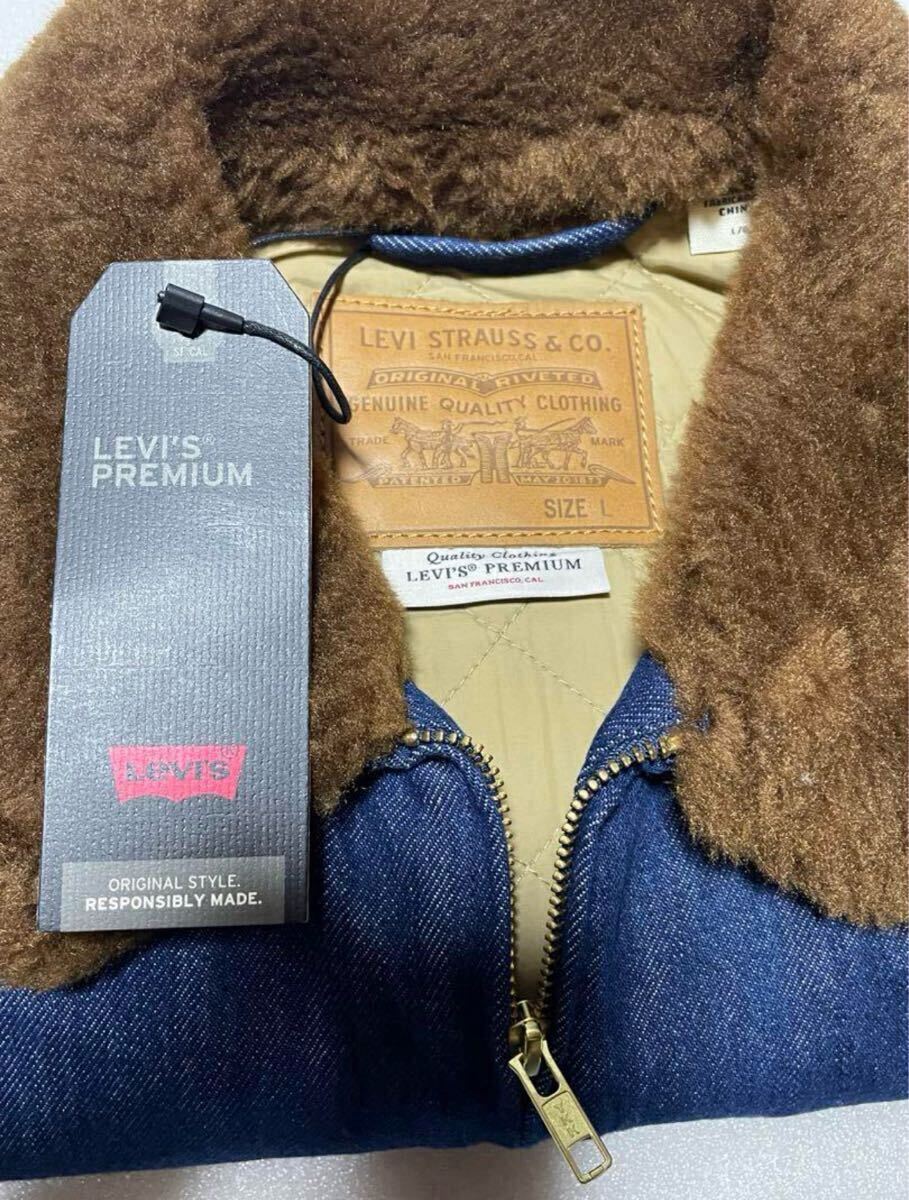 SF CAL
LEVI'S®
PREMIUM
LEVI'S
ORIGINAL STYLE.
RESPONSIBLY MADE.
LEVI STRAUSS & CO.
SAN FRANCISCO, CAL.
ORIGINAL RIVETED
GENUINE QUALITY CLOTHING
TRADE MARK
PATENTED MAY 20 1873
SIZE L
Quality Clothing
LEVI'S® PREMIUM
SAN FRANCISCO, CAL.
CHIN